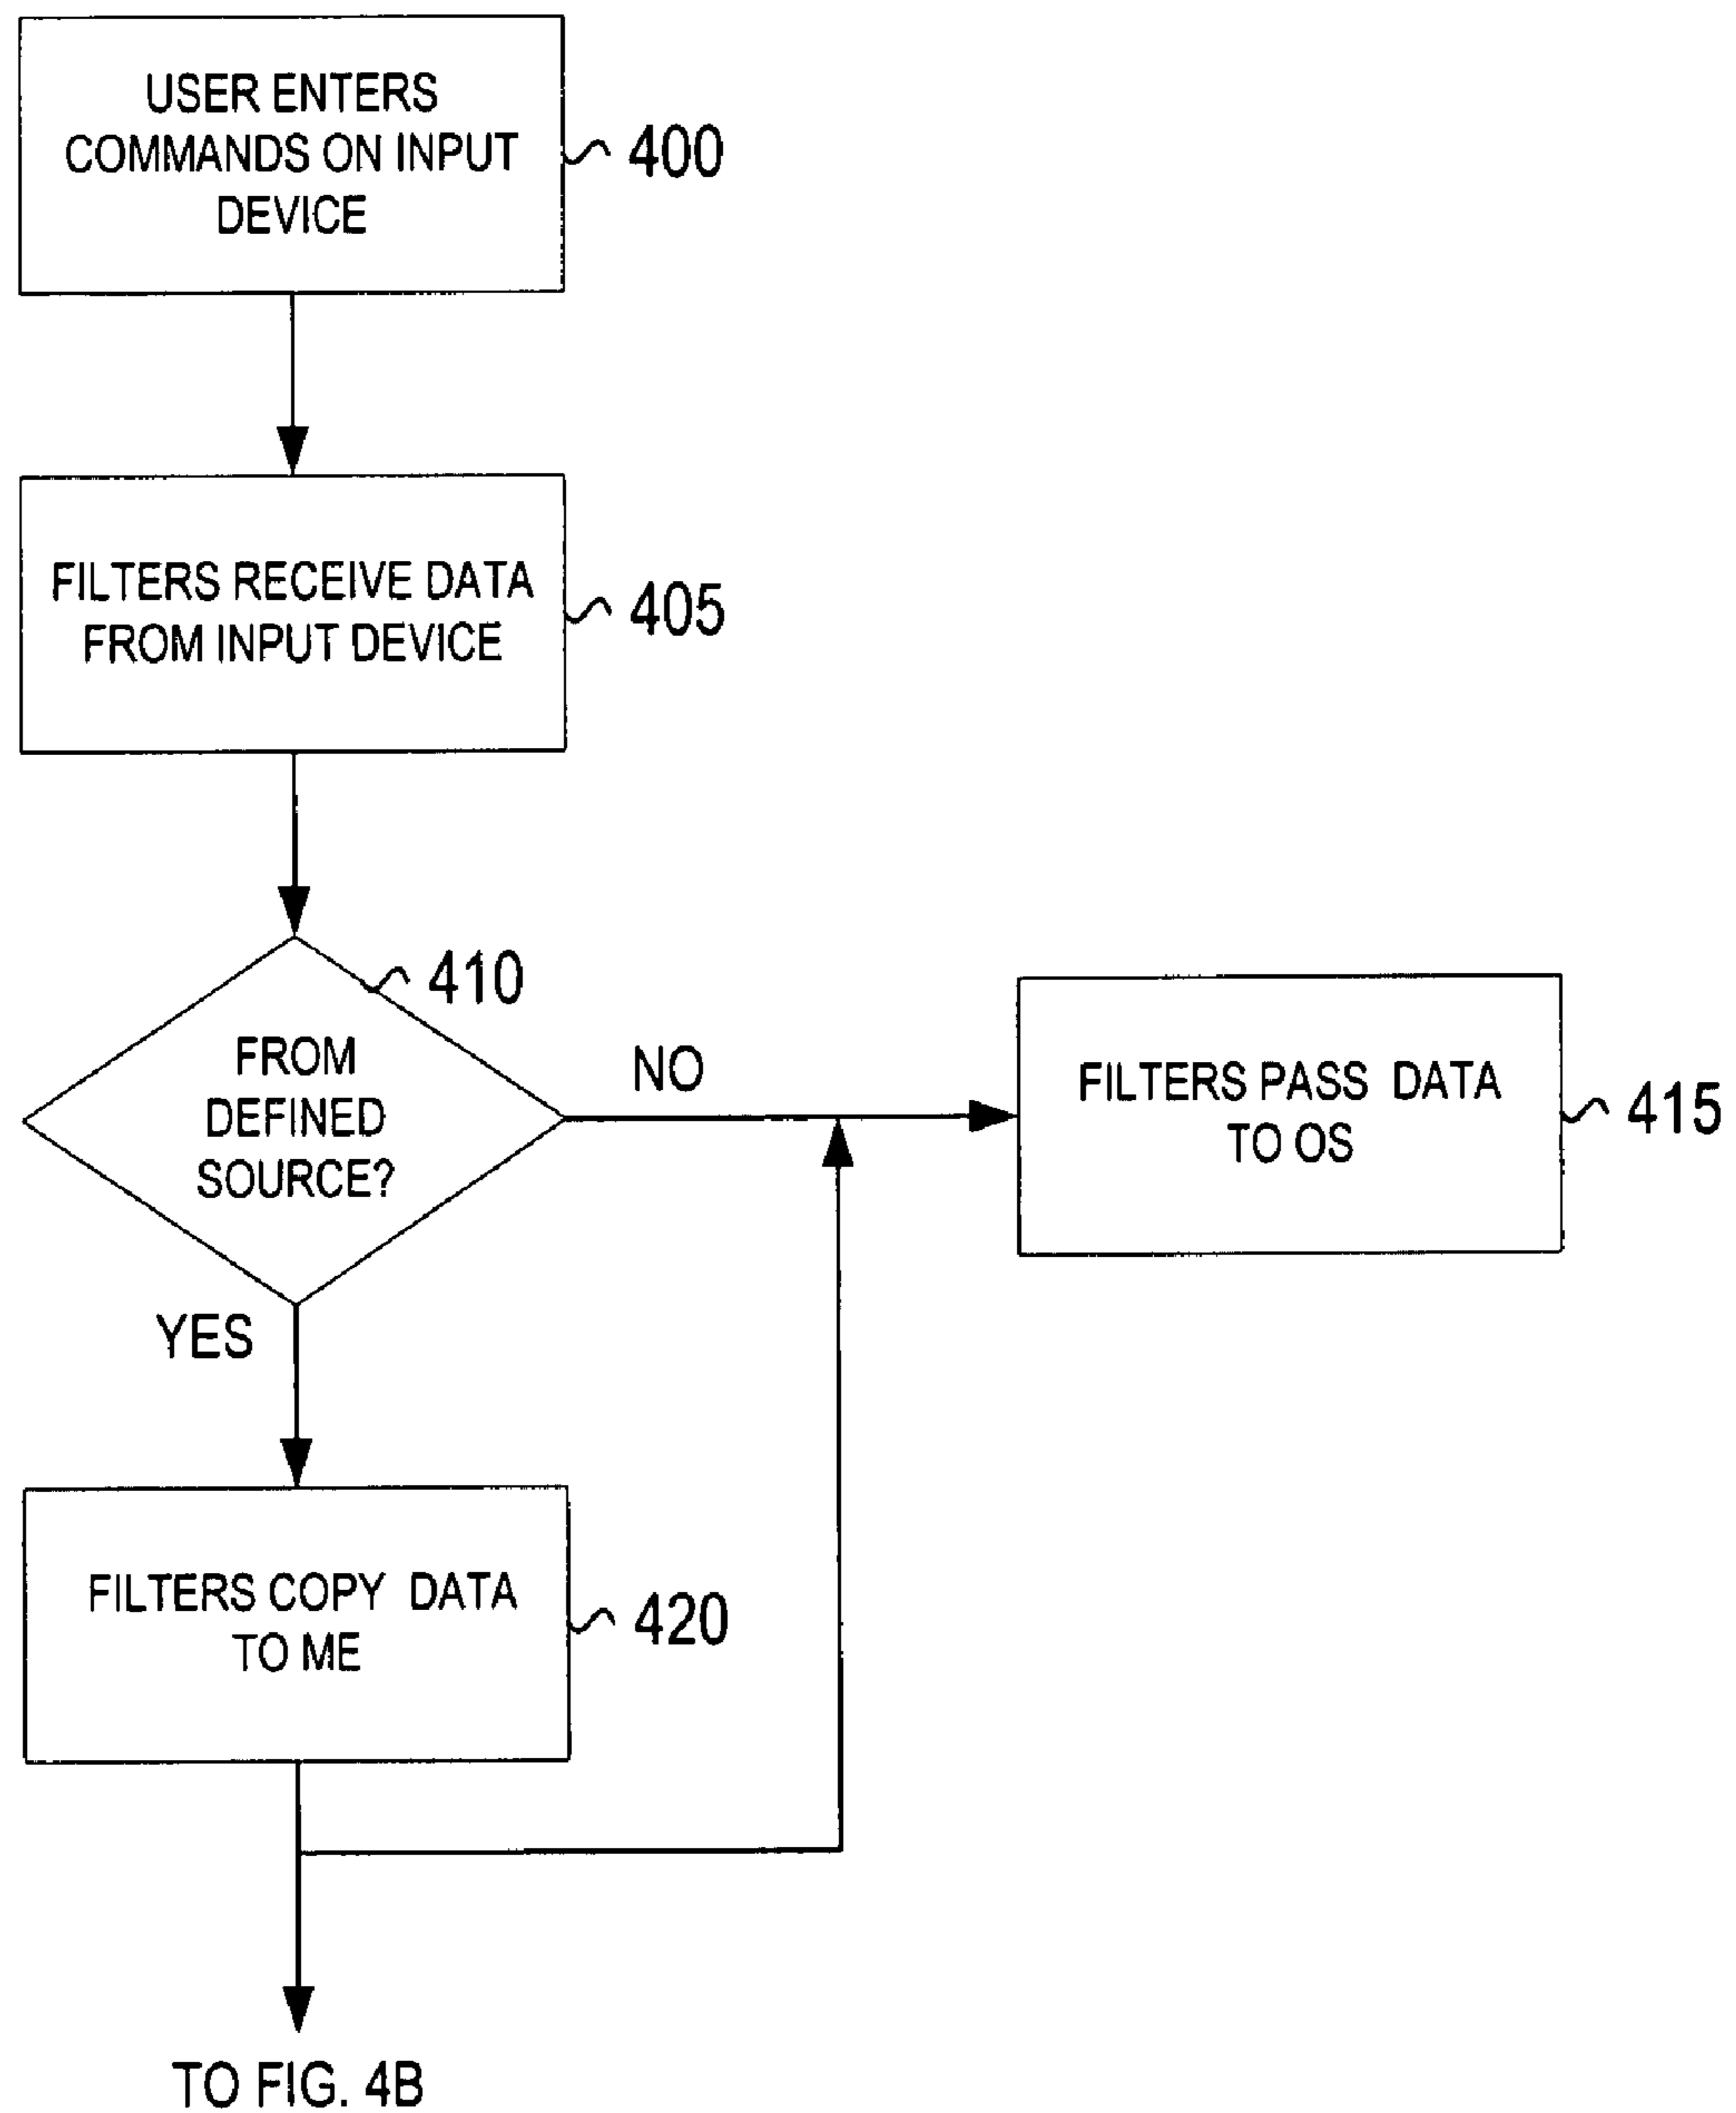 USER ENTERS
COMMANDS ON INPUT
DEVICE
400
FILTERS RECEIVE DATA
FROM INPUT DEVICE
405
410
FROM
DEFINED
SOURCE?
NO
FILTERS PASS DATA
TO OS
415
YES
FILTERS COPY DATA
TO ME
420
TO FIG. 4B